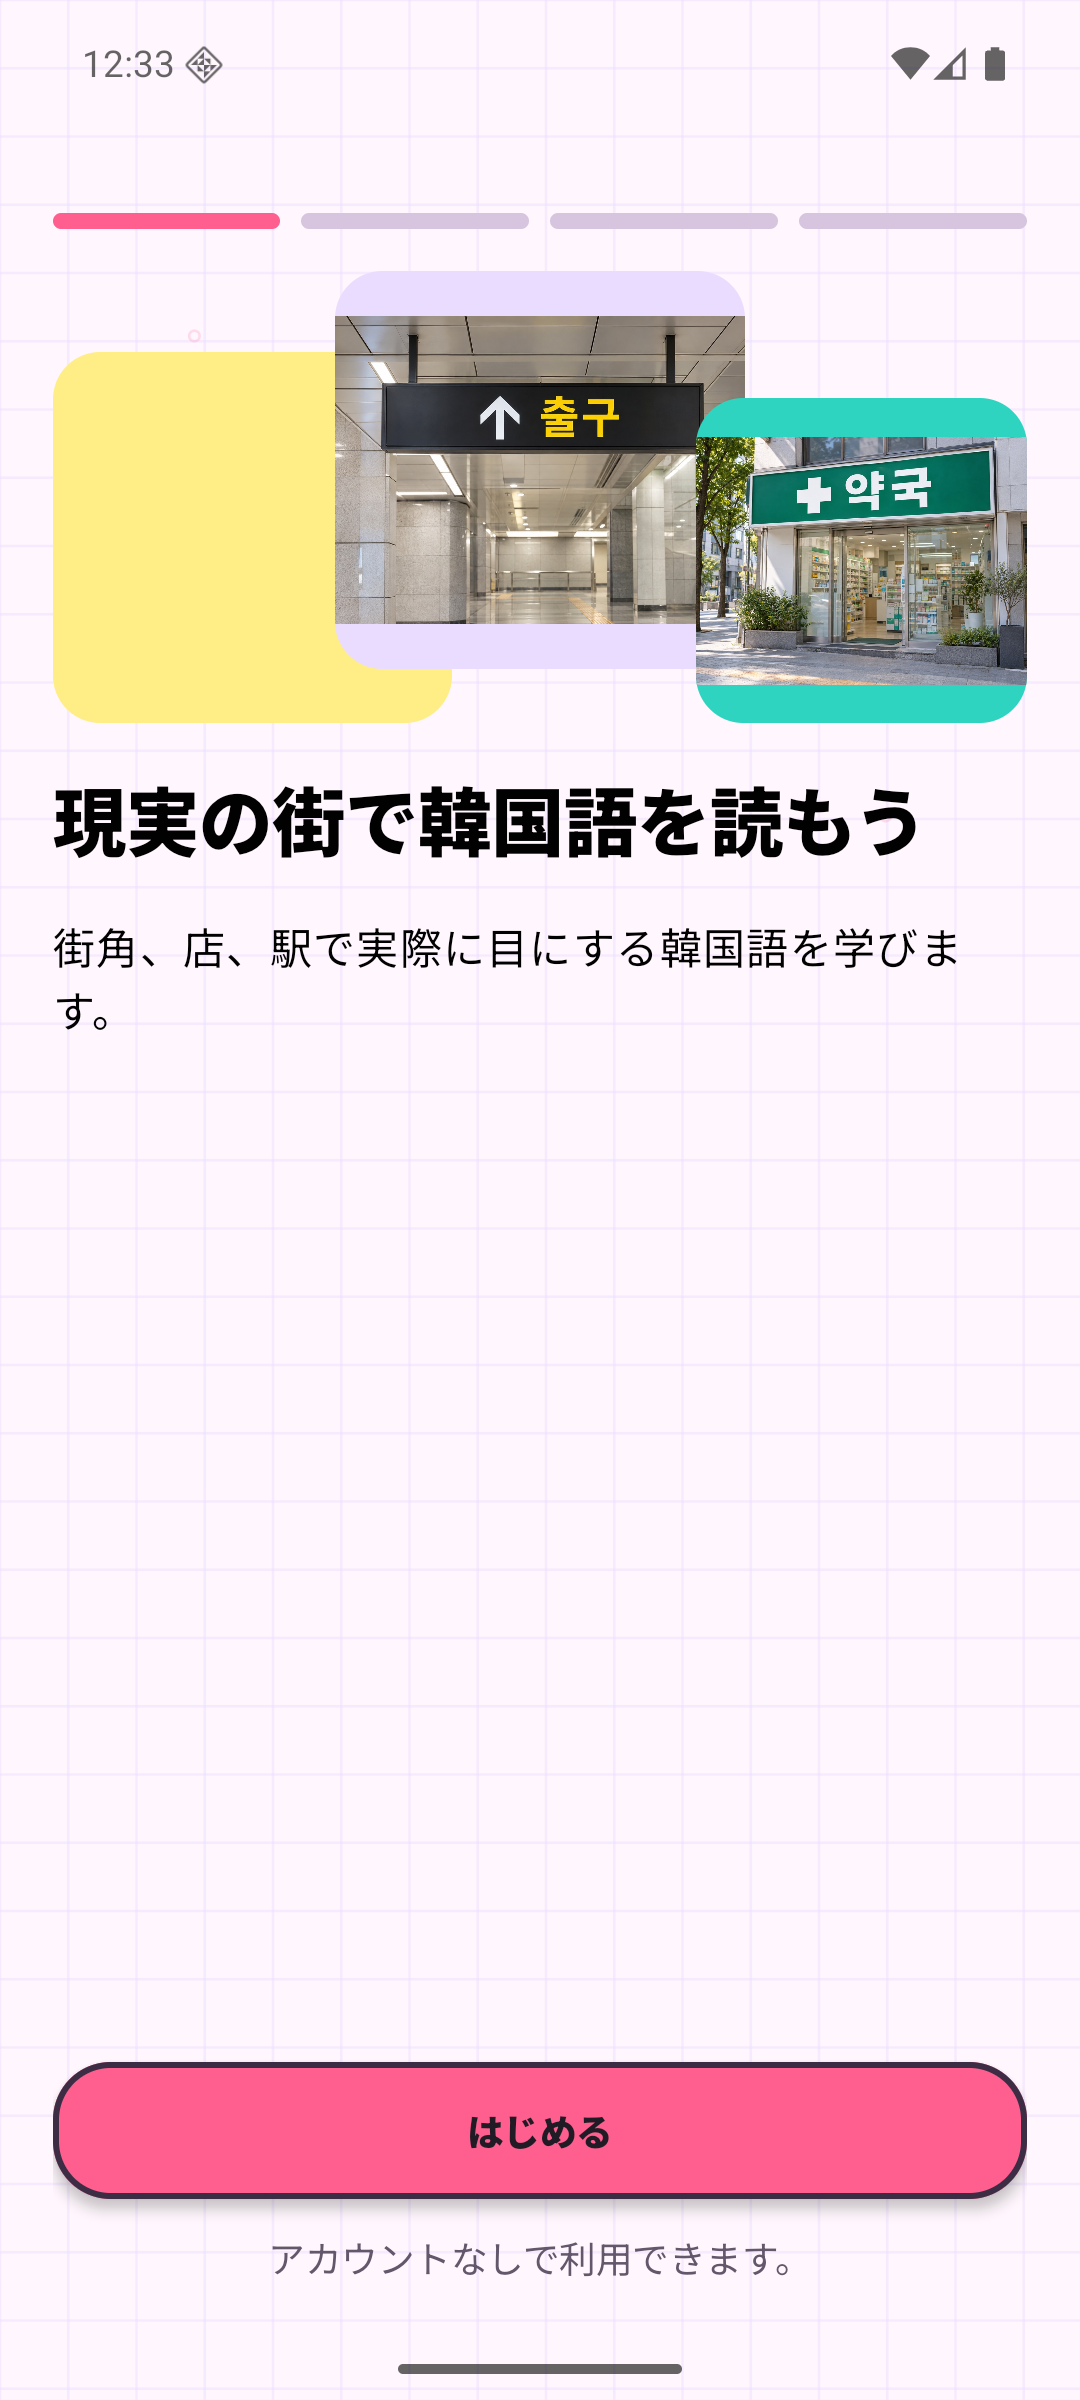 12:33
출구
약국
現実の街で韓国語を読もう
街角、店、駅で実際に目にする韓国語を学びま
す。
はじめる
アカウントなしで利用できます。